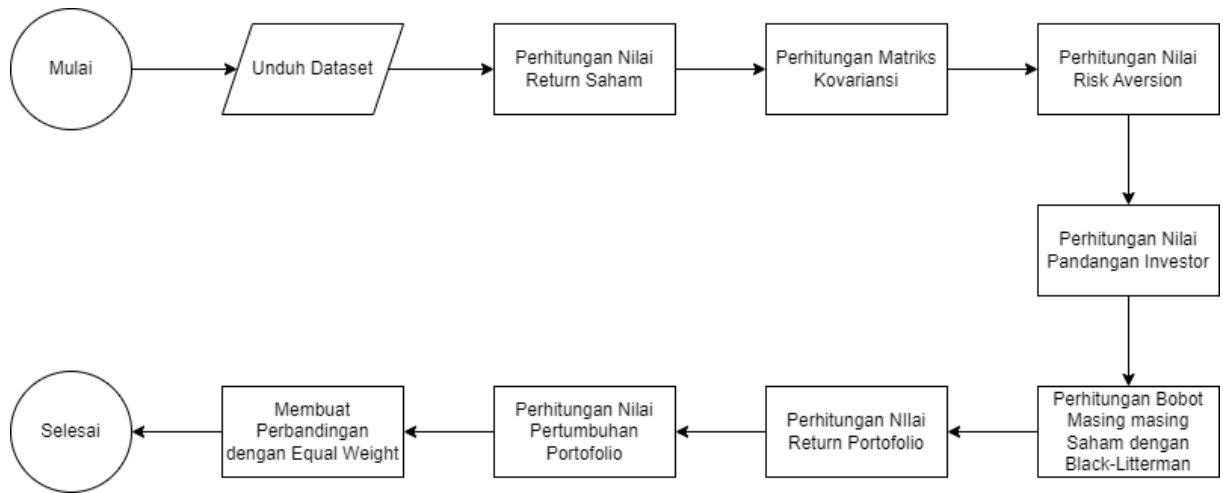 Mulai
Unduh Dataset
Perhitungan Nilai
Return Saham
Perhitungan Matriks
Kovariansi
Perhitungan Nilai
Risk Aversion
Perhitungan Nilai
Pandangan Investor
Perhitungan Bobot
Masing masing
Saham dengan
Black-Litterman
Perhitungan NIlai
Return Portofolio
Perhitungan Nilai
Pertumbuhan
Portofolio
Membuat
Perbandingan
dengan Equal Weight
Selesai